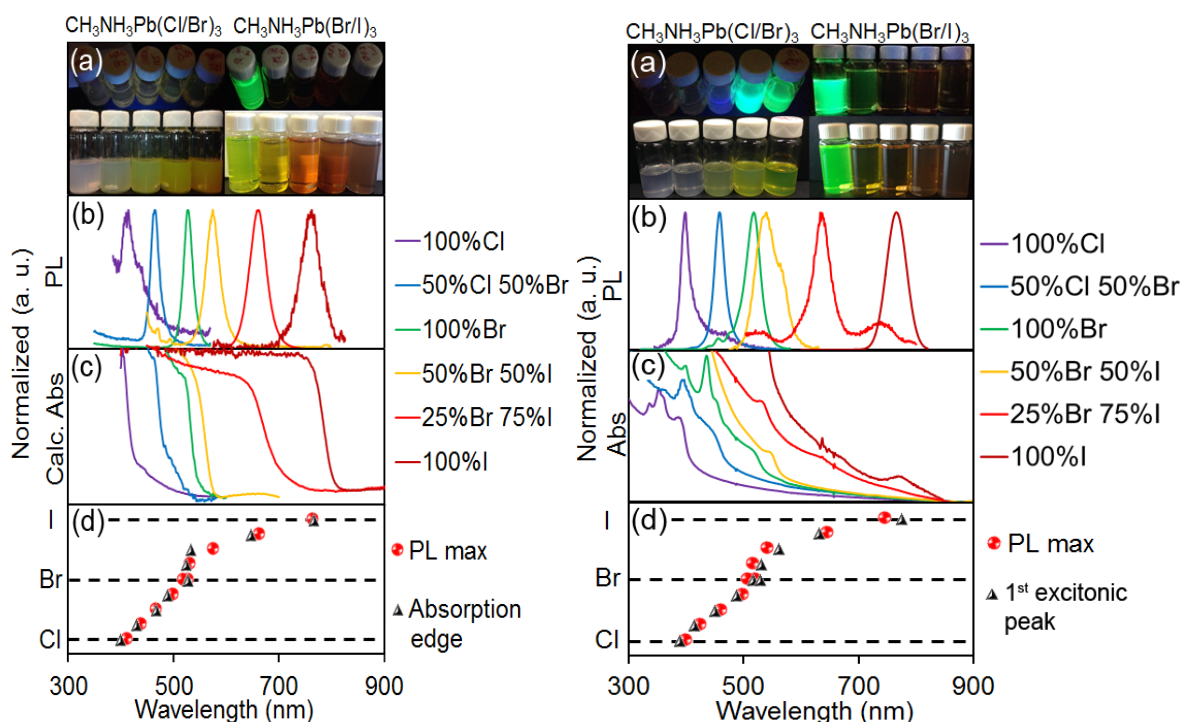 CH₃NH₃Pb(Cl/Br)₃ CH₃NH₃Pb(Br/I)₃
(a)
(b)
Normalized (a. u.)
PL
100%Cl
50%Cl 50%Br
100%Br
50%Br 50%I
25%Br 75%I
100%I
(c)
Calc. Abs
(d)
I
Br
Cl
PL max
Absorption
edge
300 500 700 900
Wavelength (nm)
CH₃NH₃Pb(Cl/Br)₃ CH₃NH₃Pb(Br/I)₃
(a)
(b)
Normalized (a. u.)
PL
100%Cl
50%Cl 50%Br
100%Br
50%Br 50%I
25%Br 75%I
100%I
(c)
Abs
(d)
I
Br
Cl
PL max
1ˢᵗ excitonic
peak
300 500 700 900
Wavelength (nm)